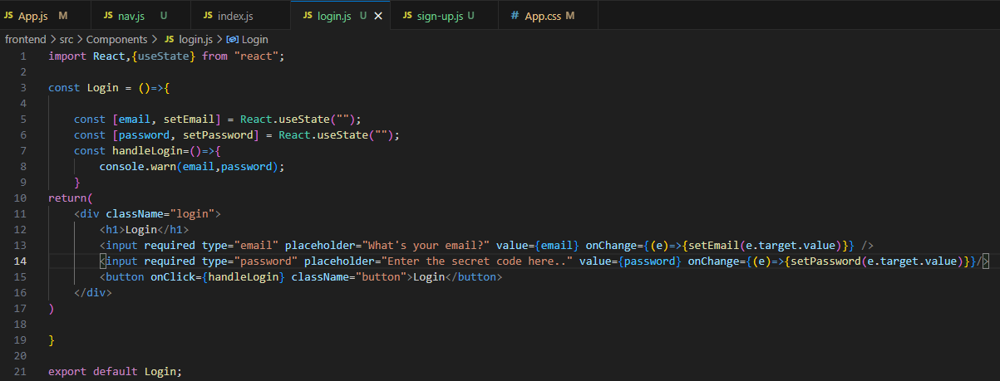 JS App.js M JS nav.js U JS index.js JS login.js U × JS sign-up.js U # App.css M
frontend > src > Components > JS login.js > Login
1 import React,{useState} from "react";
2
3 const Login = ()=>{
4
5 const [email, setEmail] = React.useState("");
6 const [password, setPassword] = React.useState("");
7 const handleLogin=()=>{
8 console.warn(email,password);
9 }
10 return(
11 <div className="login">
12 <h1>Login</h1>
13 <input required type="email" placeholder="What's your email?" value={email} onChange={(e)=>{setEmail(e.target.value)}} />
14 <input required type="password" placeholder="Enter the secret code here.." value={password} onChange={(e)=>{setPassword(e.target.value)}}/>
15 <button onClick={handleLogin} className="button">Login</button>
16 </div>
17 )
18
19 }
20
21 export default Login;